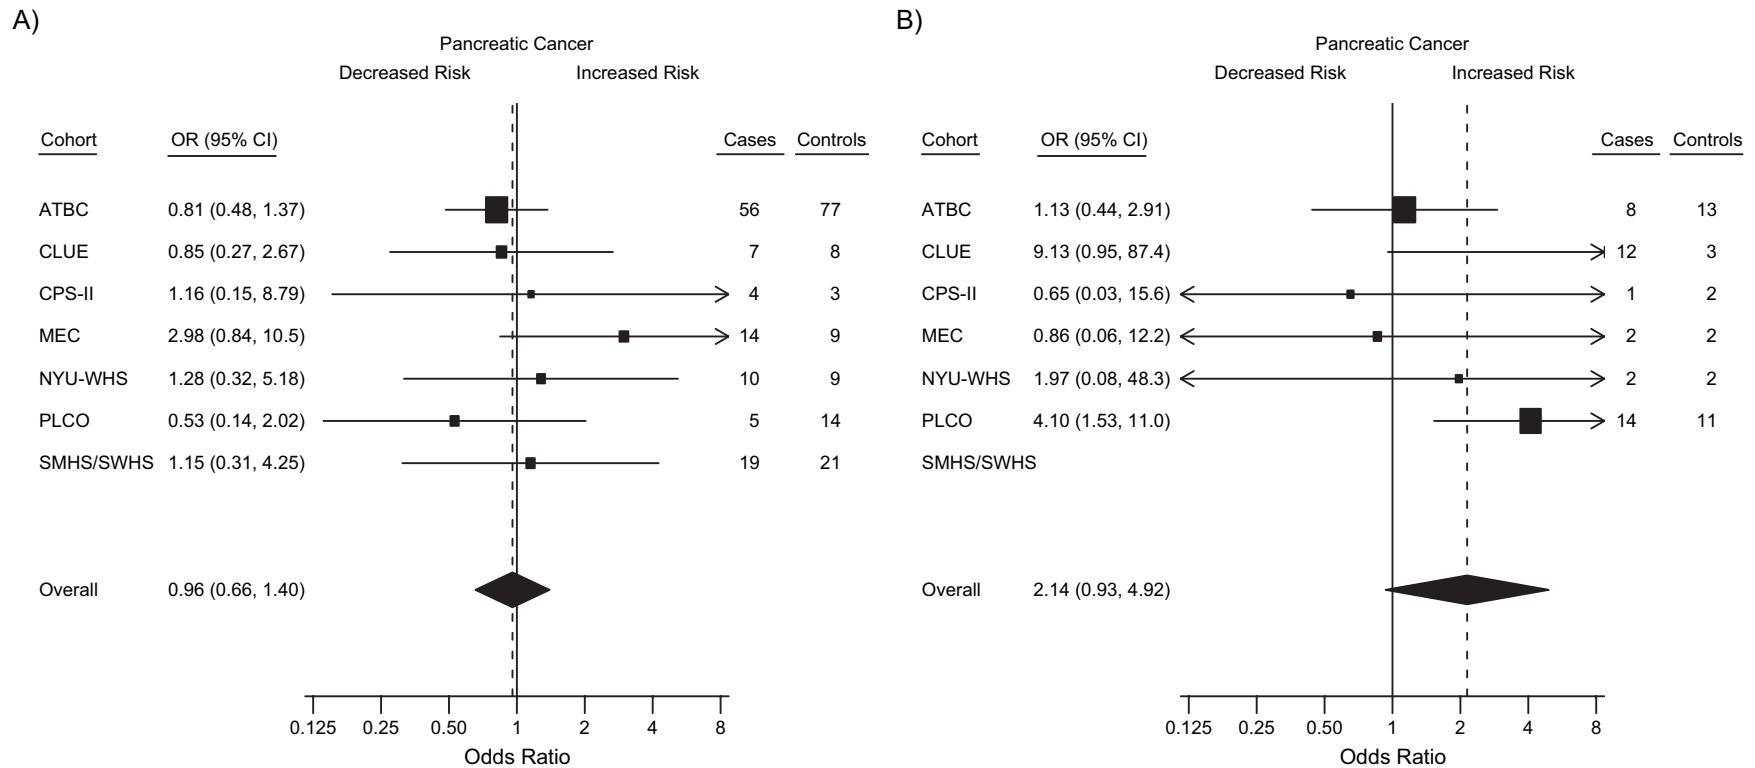 A)
Pancreatic Cancer
Decreased Risk Increased Risk
Cohort OR (95% CI) Cases Controls
ATBC 0.81 (0.48, 1.37) 56 77
CLUE 0.85 (0.27, 2.67) 7 8
CPS-II 1.16 (0.15, 8.79) 4 3
MEC 2.98 (0.84, 10.5) 14 9
NYU-WHS 1.28 (0.32, 5.18) 10 9
PLCO 0.53 (0.14, 2.02) 5 14
SMHS/SWHS 1.15 (0.31, 4.25) 19 21
Overall 0.96 (0.66, 1.40)
0.125 0.25 0.50 1 2 4 8
Odds Ratio
B)
Pancreatic Cancer
Decreased Risk Increased Risk
Cohort OR (95% CI) Cases Controls
ATBC 1.13 (0.44, 2.91) 8 13
CLUE 9.13 (0.95, 87.4) 12 3
CPS-II 0.65 (0.03, 15.6) 1 2
MEC 0.86 (0.06, 12.2) 2 2
NYU-WHS 1.97 (0.08, 48.3) 2 2
PLCO 4.10 (1.53, 11.0) 14 11
SMHS/SWHS
Overall 2.14 (0.93, 4.92)
0.125 0.25 0.50 1 2 4 8
Odds Ratio